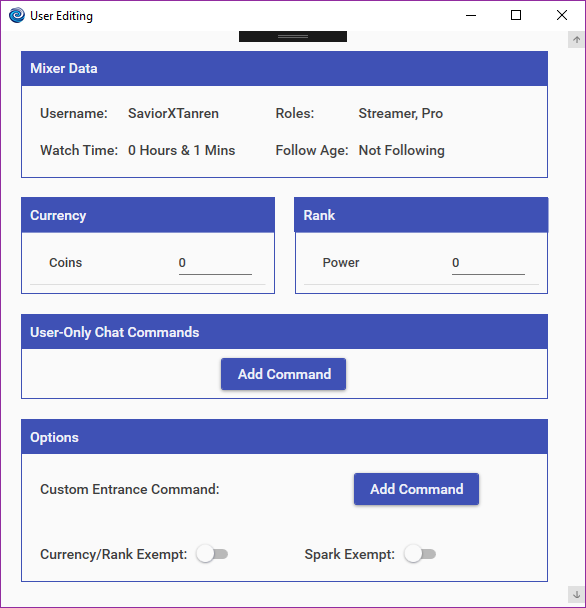 User Editing
Mixer Data
Username: SaviorXTanren Roles: Streamer, Pro
Watch Time: 0 Hours & 1 Mins Follow Age: Not Following
Currency Rank
Coins 0 Power 0
User-Only Chat Commands
Add Command
Options
Custom Entrance Command: Add Command
Currency/Rank Exempt: Spark Exempt: